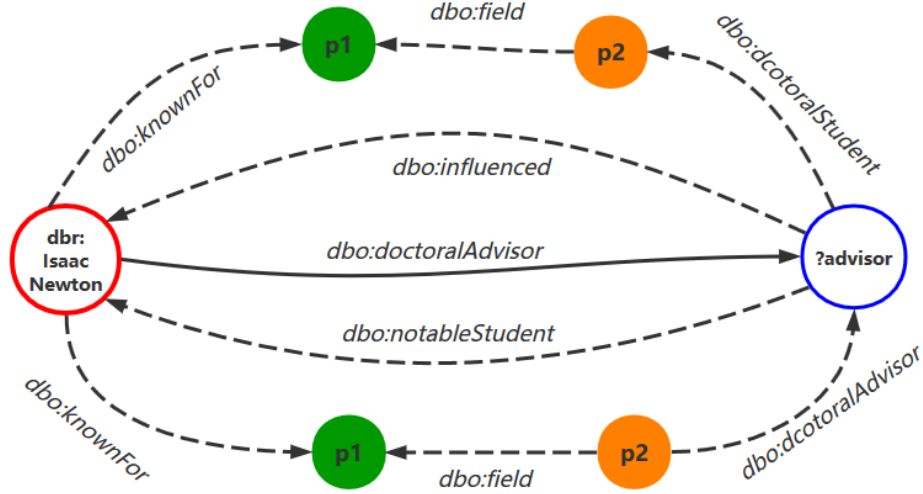 dbo:field
p1
p2
dbo:knownFor
dbo:dcotoralStudent
dbo:influenced
dbr:
Isaac
Newton
dbo:doctoralAdvisor
?advisor
dbo:notableStudent
dbo:knownFor
dbo:dcotoralAdvisor
p1
p2
dbo:field